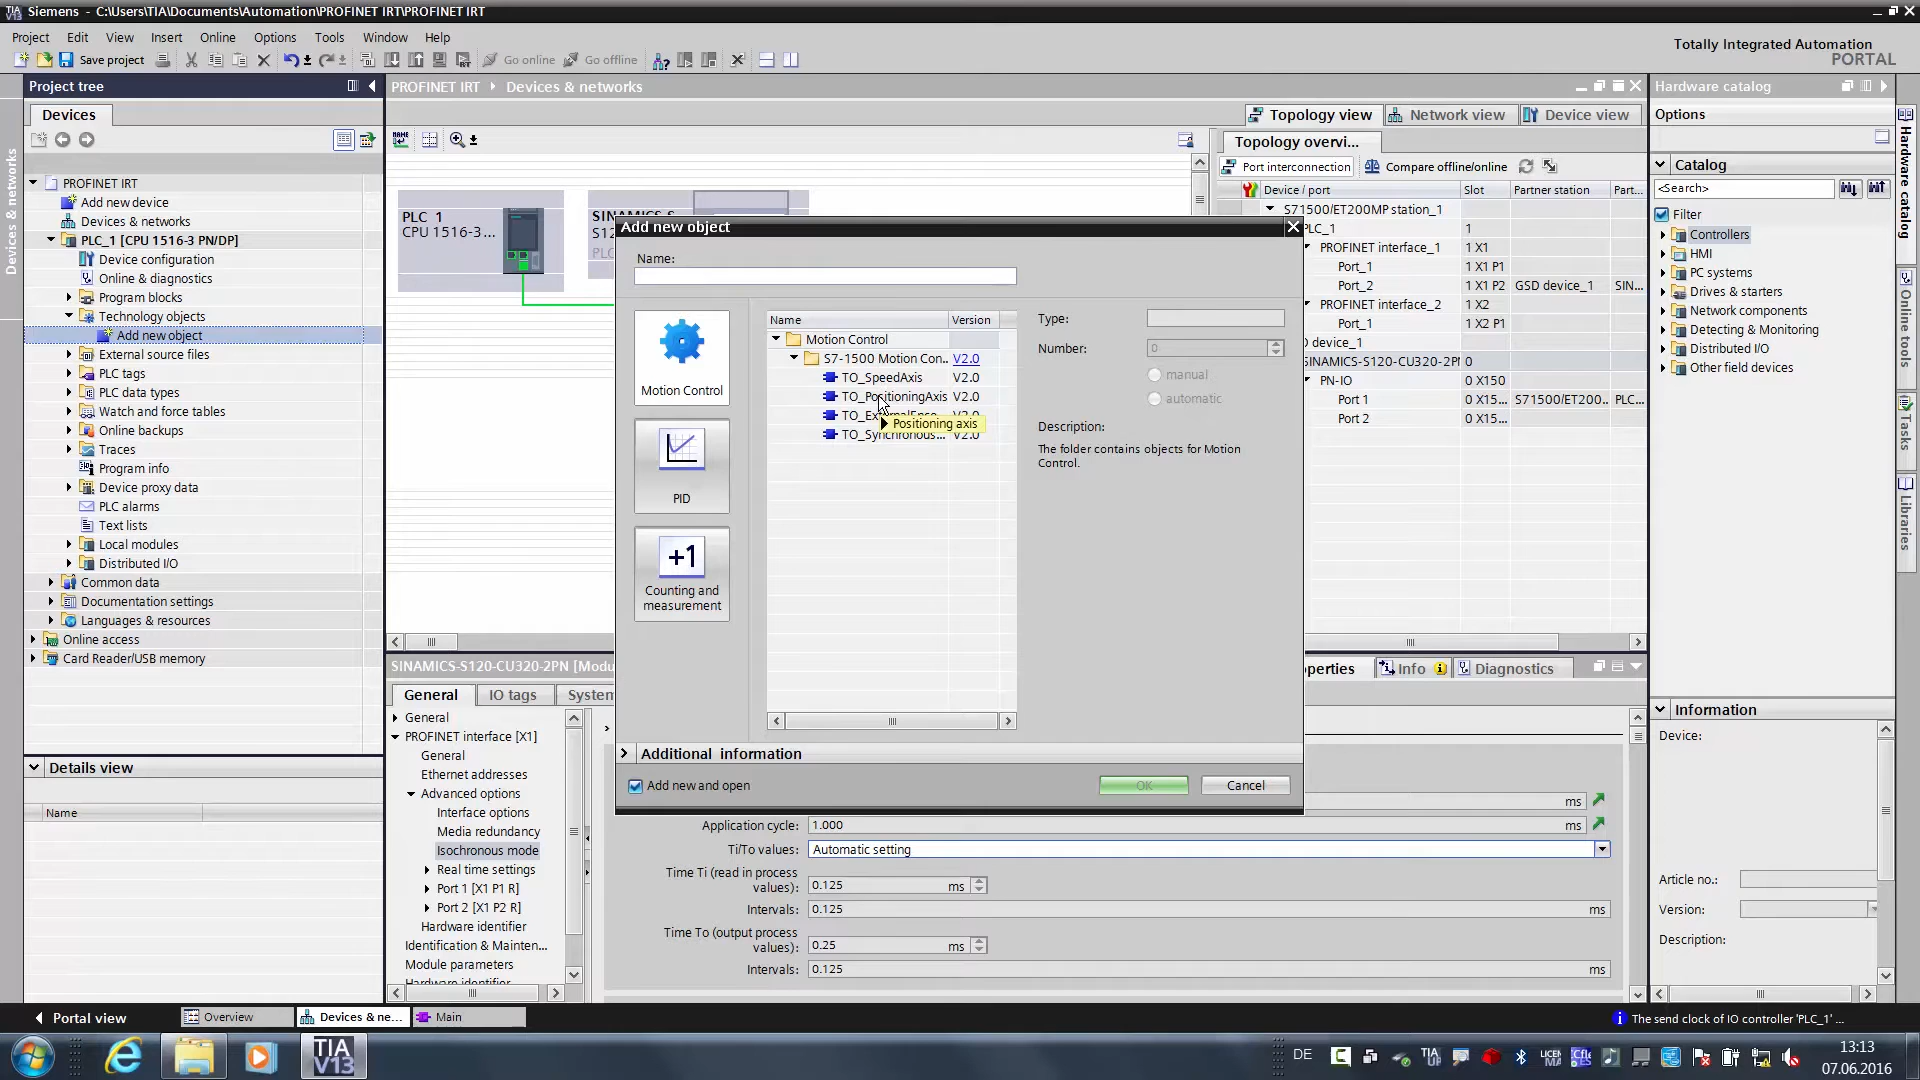 Siemens - C:\Users\TIA\Documents\Automation\PROFINET IRT\PROFINET IRT
Project Edit View Insert Online Options Tools Window Help
Totally Integrated Automation
PORTAL
Save project
Go online
Go offline
Project tree
PROFINET IRT
Devices & networks
Hardware catalog
Devices
Topology view
Network view
Device view
Options
Topology overvi...
Port interconnection
Compare offline/online
Catalog
<Search>
Filter
Controllers
HMI
PC systems
Drives & starters
Network components
Detecting & Monitoring
Distributed I/O
Other field devices
Devices & networks
PROFINET IRT
Add new device
Devices & networks
PLC_1 [CPU 1516-3 PN/DP]
Device configuration
Online & diagnostics
Program blocks
Technology objects
Add new object
External source files
PLC tags
PLC data types
Watch and force tables
Online backups
Traces
Program info
Device proxy data
PLC alarms
Text lists
Local modules
Distributed I/O
Common data
Documentation settings
Languages & resources
Online access
Card Reader/USB memory
Details view
Name
PLC_1
CPU 1516-3 ...
Device / port Slot Partner station Part...
S71500/ET200MP station_1
PLC_1 1
PROFINET interface_1 1 X1
Port_1 1 X1 P1
Port_2 1 X1 P2 GSD device_1 SIN...
PROFINET interface_2 1 X2
Port_1 1 X2 P1
SINAMICS-S120-CU320-2PN 0
PN-IO 0 X150
Port 1 0 X15... S71500/ET200... PLC...
Port 2 0 X15...
Add new object
Name:
Motion Control
PID
+1
Counting and
measurement
Name Version
Motion Control
S7-1500 Motion Con... V2.0
TO_SpeedAxis V2.0
TO_PositioningAxis V2.0
Positioning axis
TO_Synchronous... V2.0
Type:
Number: 0
manual
automatic
Description:
The folder contains objects for Motion
Control.
Additional information
Add new and open
OK
Cancel
SINAMICS-S120-CU320-2PN [Modu
Info
Diagnostics
General
IO tags
System
General
PROFINET interface [X1]
General
Ethernet addresses
Advanced options
Interface options
Media redundancy
Isochronous mode
Real time settings
Port 1 [X1 P1 R]
Port 2 [X1 P2 R]
Hardware identifier
Identification & Mainten...
Module parameters
Hardware identifier
ms
Application cycle: 1.000 ms
Ti/To values: Automatic setting
Time Ti (read in process
values): 0.125 ms
Intervals: 0.125 ms
Time To (output process
values): 0.25 ms
Intervals: 0.125 ms
Information
Device:
Article no.:
Version:
Description:
Hardware catalog
Online tools
Tasks
Libraries
Portal view
Overview
Devices & ne...
Main
The send clock of IO controller 'PLC_1' ...
TIA
V13
DE
13:13
07.06.2016